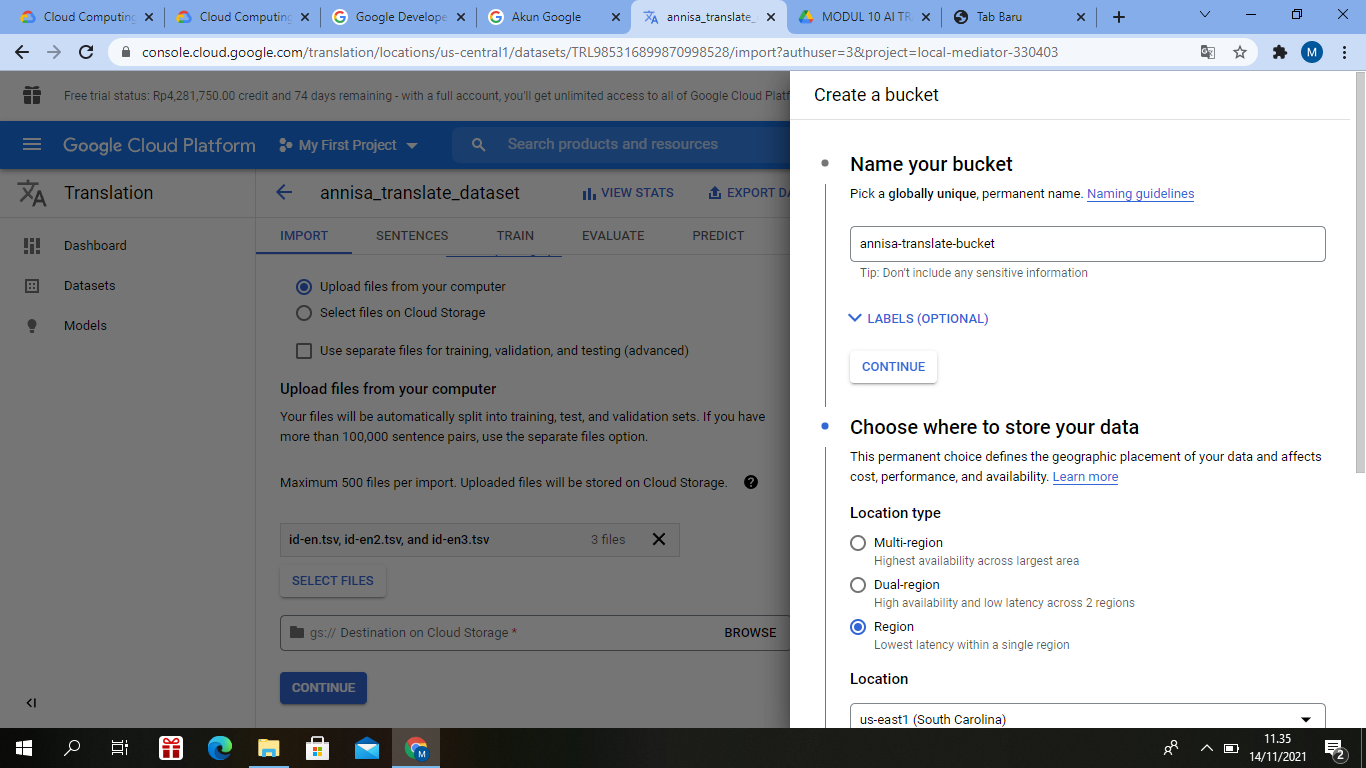 Cloud Computing
Cloud Computing
Google Develope
Akun Google
annisa_translate_
MODUL 10 AI TR
Tab Baru
console.cloud.google.com/translation/locations/us-central1/datasets/TRL985316899870998528/import?authuser=3&project=local-mediator-330403
M
Free trial status: Rp4,281,750.00 credit and 74 days remaining - with a full account, you'll get unlimited access to all of Google Cloud Platf
Google Cloud Platform
My First Project
Search products and resources
Translation
Dashboard
Datasets
Models
annisa_translate_dataset
VIEW STATS
EXPORT DA
IMPORT
SENTENCES
TRAIN
EVALUATE
PREDICT
Upload files from your computer
Select files on Cloud Storage
Use separate files for training, validation, and testing (advanced)
Upload files from your computer
Your files will be automatically split into training, test, and validation sets. If you have
more than 100,000 sentence pairs, use the separate files option.
Maximum 500 files per import. Uploaded files will be stored on Cloud Storage.
id-en.tsv, id-en2.tsv, and id-en3.tsv
3 files
SELECT FILES
gs:// Destination on Cloud Storage *
BROWSE
CONTINUE
Create a bucket
Name your bucket
Pick a globally unique, permanent name. Naming guidelines
annisa-translate-bucket
Tip: Don't include any sensitive information
LABELS (OPTIONAL)
CONTINUE
Choose where to store your data
This permanent choice defines the geographic placement of your data and affects
cost, performance, and availability. Learn more
Location type
Multi-region
Highest availability across largest area
Dual-region
High availability and low latency across 2 regions
Region
Lowest latency within a single region
Location
us-east1 (South Carolina)
11.35
14/11/2021
2